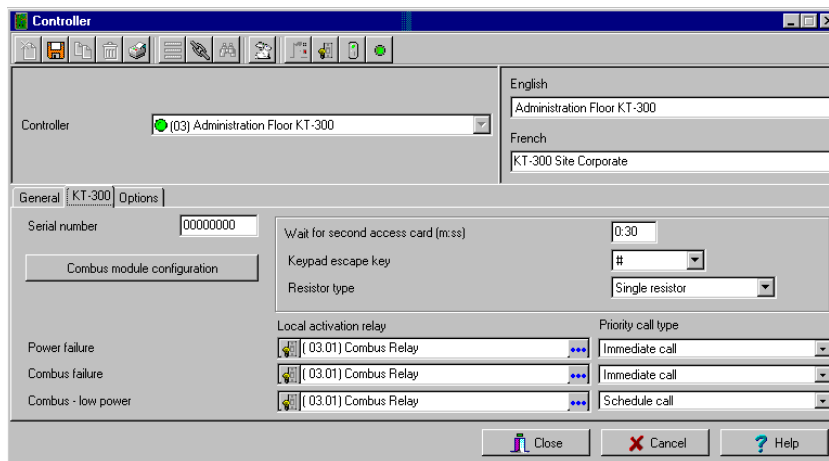 Controller
English
Administration Floor KT-300
Controller
(03) Administration Floor KT-300
French
KT-300 Site Corporate
General KT-300 Options
Serial number 00000000
Wait for second access card (m:ss) 0:30
Combus module configuration
Keypad escape key #
Resistor type Single resistor
Local activation relay Priority call type
Power failure ( 03.01) Combus Relay Immediate call
Combus failure ( 03.01) Combus Relay Immediate call
Combus - low power ( 03.01) Combus Relay Schedule call
Close Cancel ? Help